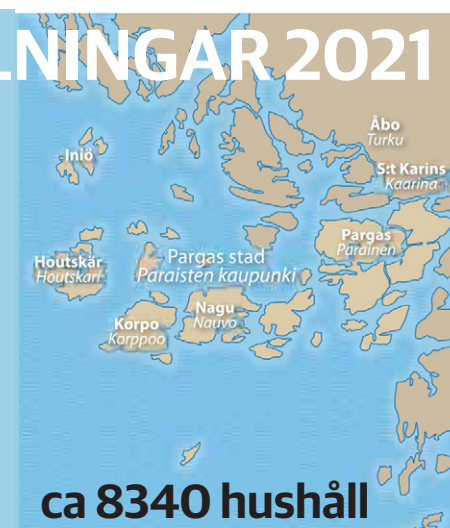 LNINGAR 2021
Åbo
Turku
Iniö
S:t Karins
Kaarina
Pargas
Parainen
Houtskär
Houtskari
Pargas stad
Paraisten kaupunki
Nagu
Nauvo
Korpo
Korppoo
ca 8340 hushåll